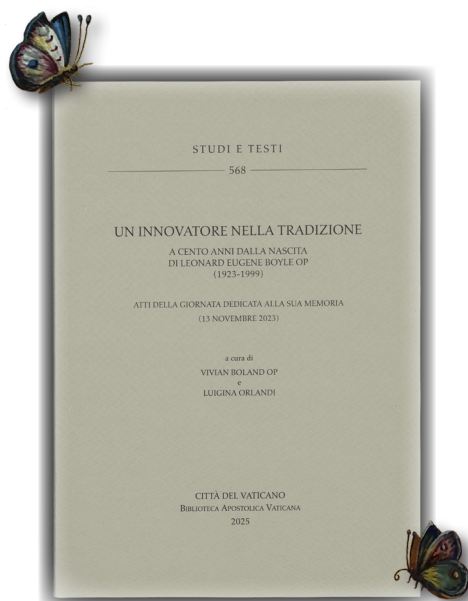 STUDI E TESTI
568
UN INNOVATORE NELLA TRADIZIONE
A CENTO ANNI DALLA NASCITA
DI LEONARD EUGENE BOYLE OP
(1923-1999)
ATTI DELLA GIORNATA DEDICATA ALLA SUA MEMORIA
(13 NOVEMBRE 2023)
a cura di
VIVIAN BOLAND OP
e
LUIGINA ORLANDI
CITTÀ DEL VATICANO
BIBLIOTECA APOSTOLICA VATICANA
2025